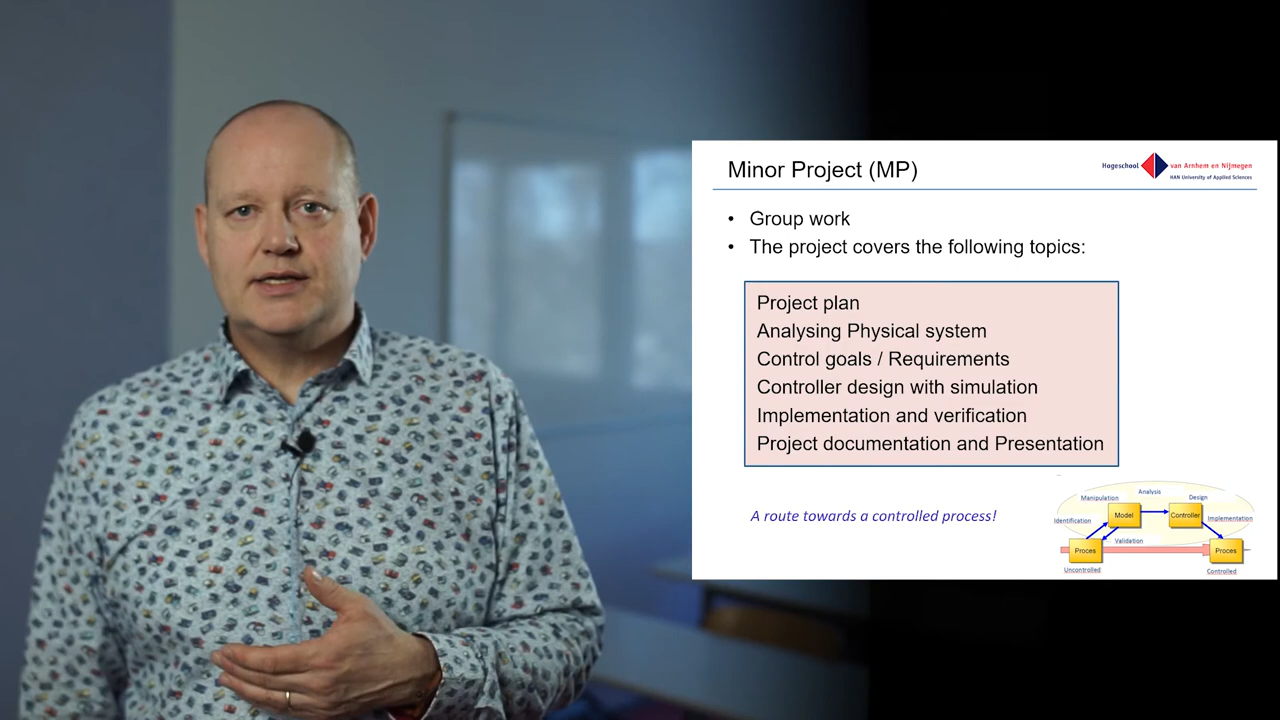 Minor Project (MP)
Hogeschool van Arnhem en Nijmegen
HAN University of Applied Sciences
• Group work
• The project covers the following topics:
Project plan
Analysing Physical system
Control goals / Requirements
Controller design with simulation
Implementation and verification
Project documentation and Presentation
A route towards a controlled process!
Analysis
Manipulation
Design
Model
Controller
Identification
Implementation
Validation
Proces
Proces
Uncontrolled
Controlled